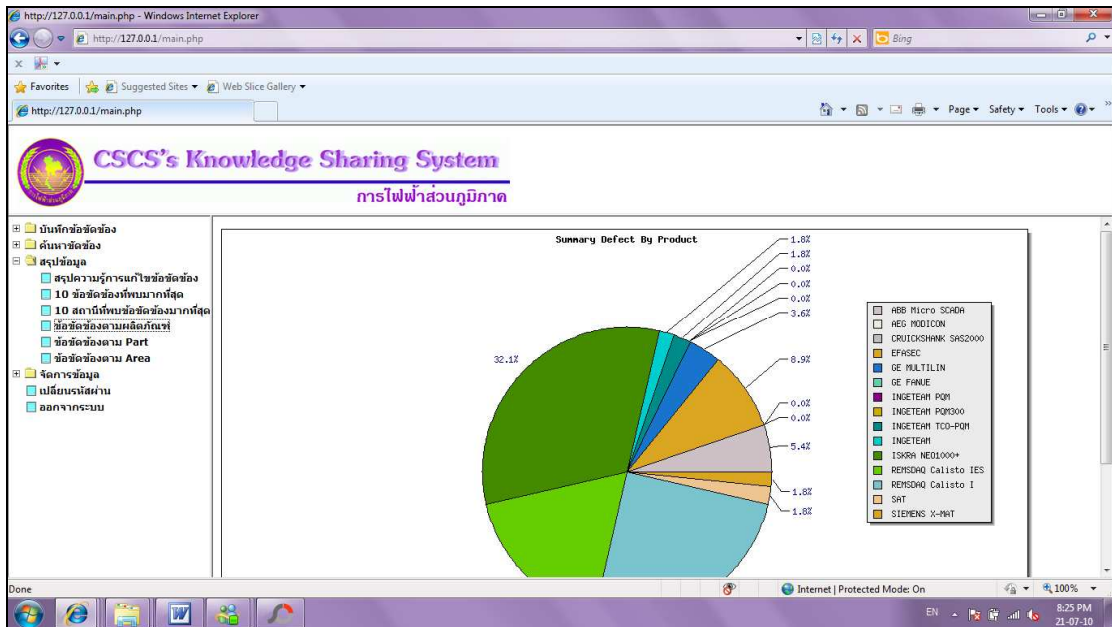 http://127.0.0.1/main.php - Windows Internet Explorer
http://127.0.0.1/main.php
Bing
Favorites
Suggested Sites
Web Slice Gallery
http://127.0.0.1/main.php
Page
Safety
Tools
CSCS's Knowledge Sharing System
การไฟฟ้าส่วนภูมิภาค
บันทึกข้อขัดข้อง
ค้นหาขัดข้อง
สรุปข้อมูล
สรุปความรู้การแก้ไขข้อขัดข้อง
10 ข้อขัดข้องที่พบมากที่สุด
10 สถานีที่พบข้อขัดข้องมากที่สุด
ข้อขัดข้องตามผลิตภัณฑ์
ข้อขัดข้องตาม Part
ข้อขัดข้องตาม Area
จัดการข้อมูล
เปลี่ยนรหัสผ่าน
ออกจากระบบ
Summary Defect By Product
1.8%
1.8%
0.0%
0.0%
0.0%
3.6%
8.9%
0.0%
0.0%
5.4%
1.8%
1.8%
32.1%
ABB Micro SCADA
AEG MODICON
CRUICKSHANK SAS2000
EFASEC
GE MULTILIN
GE FANUE
INGETEAM PQM
INGETEAM PQM300
INGETEAM TCO-PQM
INGETEAM
ISKRA NEO1000+
REMSDAQ Calisto IES
REMSDAQ Calisto I
SAT
SIEMENS X-MAT
Done
Internet | Protected Mode: On
100%
EN
8:25 PM
21-07-10